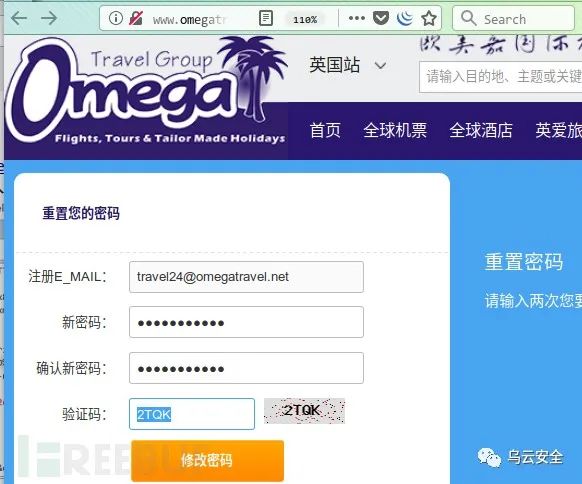 www.omegatr
110%
Search
Travel Group
Omega
Flights, Tours & Tailor Made Holidays
英国站
欧美嘉国际
请输入目的地、主题或关键
首页 全球机票 全球酒店 英爱旅
重置您的密码
注册E_MAIL: travel24@omegatravel.net
新密码: ●●●●●●●●●●●
确认新密码: ●●●●●●●●●●●
验证码: 2TQK 2TQK
修改密码
重置密码
请输入两次您要
FREEBUF
乌云安全